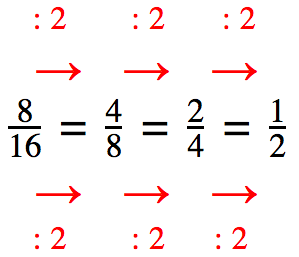 : 2 : 2 : 2
→ → →
8/16 = 4/8 = 2/4 = 1/2
→ → →
: 2 : 2 : 2